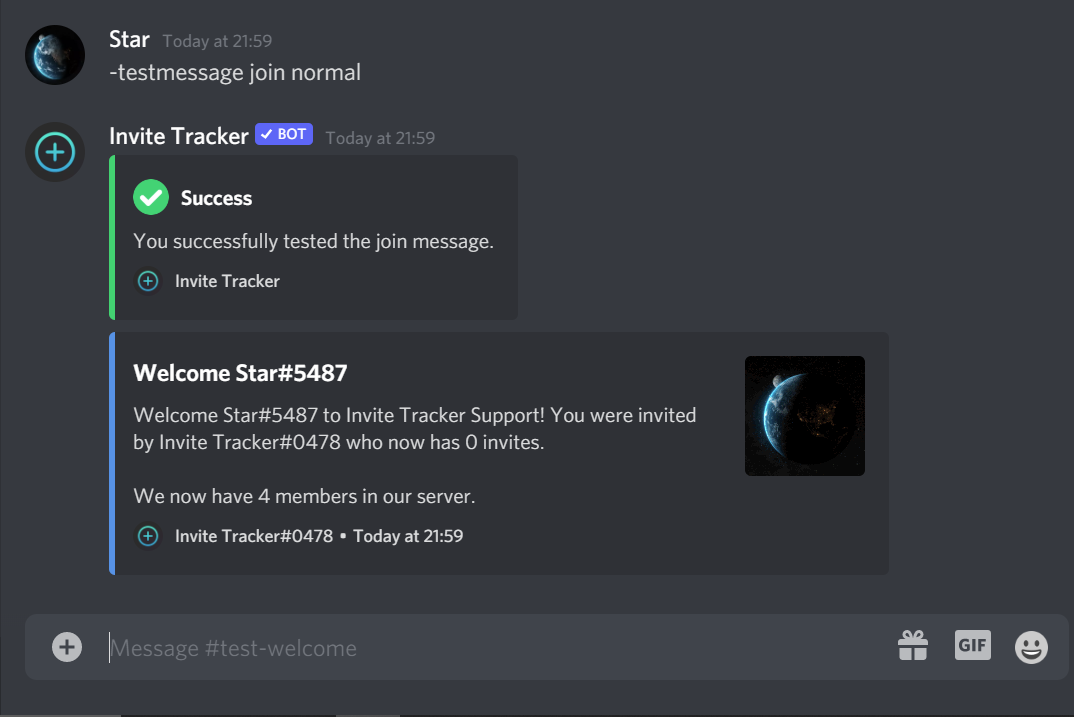 Star Today at 21:59
-testmessage join normal
Invite Tracker BOT Today at 21:59
Success
You successfully tested the join message.
Invite Tracker
Welcome Star#5487
Welcome Star#5487 to Invite Tracker Support! You were invited
by Invite Tracker#0478 who now has 0 invites.
We now have 4 members in our server.
Invite Tracker#0478 • Today at 21:59
Message #test-welcome GIF